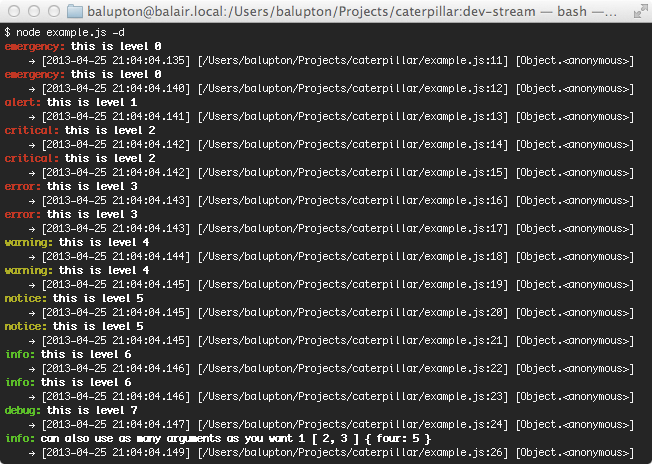 balupton@balair.local:/Users/balupton/Projects/caterpillar:dev-stream — bash —...
$ node example.js -d
emergency: this is level 0
→ [2013-04-25 21:04:04.135] [/Users/balupton/Projects/caterpillar/example.js:11] [Object.<anonymous>]
emergency: this is level 0
→ [2013-04-25 21:04:04.140] [/Users/balupton/Projects/caterpillar/example.js:12] [Object.<anonymous>]
alert: this is level 1
→ [2013-04-25 21:04:04.141] [/Users/balupton/Projects/caterpillar/example.js:13] [Object.<anonymous>]
critical: this is level 2
→ [2013-04-25 21:04:04.142] [/Users/balupton/Projects/caterpillar/example.js:14] [Object.<anonymous>]
critical: this is level 2
→ [2013-04-25 21:04:04.142] [/Users/balupton/Projects/caterpillar/example.js:15] [Object.<anonymous>]
error: this is level 3
→ [2013-04-25 21:04:04.143] [/Users/balupton/Projects/caterpillar/example.js:16] [Object.<anonymous>]
error: this is level 3
→ [2013-04-25 21:04:04.143] [/Users/balupton/Projects/caterpillar/example.js:17] [Object.<anonymous>]
warning: this is level 4
→ [2013-04-25 21:04:04.144] [/Users/balupton/Projects/caterpillar/example.js:18] [Object.<anonymous>]
warning: this is level 4
→ [2013-04-25 21:04:04.145] [/Users/balupton/Projects/caterpillar/example.js:19] [Object.<anonymous>]
notice: this is level 5
→ [2013-04-25 21:04:04.145] [/Users/balupton/Projects/caterpillar/example.js:20] [Object.<anonymous>]
notice: this is level 5
→ [2013-04-25 21:04:04.145] [/Users/balupton/Projects/caterpillar/example.js:21] [Object.<anonymous>]
info: this is level 6
→ [2013-04-25 21:04:04.146] [/Users/balupton/Projects/caterpillar/example.js:22] [Object.<anonymous>]
info: this is level 6
→ [2013-04-25 21:04:04.146] [/Users/balupton/Projects/caterpillar/example.js:23] [Object.<anonymous>]
debug: this is level 7
→ [2013-04-25 21:04:04.147] [/Users/balupton/Projects/caterpillar/example.js:24] [Object.<anonymous>]
info: can also use as many arguments as you want 1 [ 2, 3 ] { four: 5 }
→ [2013-04-25 21:04:04.149] [/Users/balupton/Projects/caterpillar/example.js:26] [Object.<anonymous>]